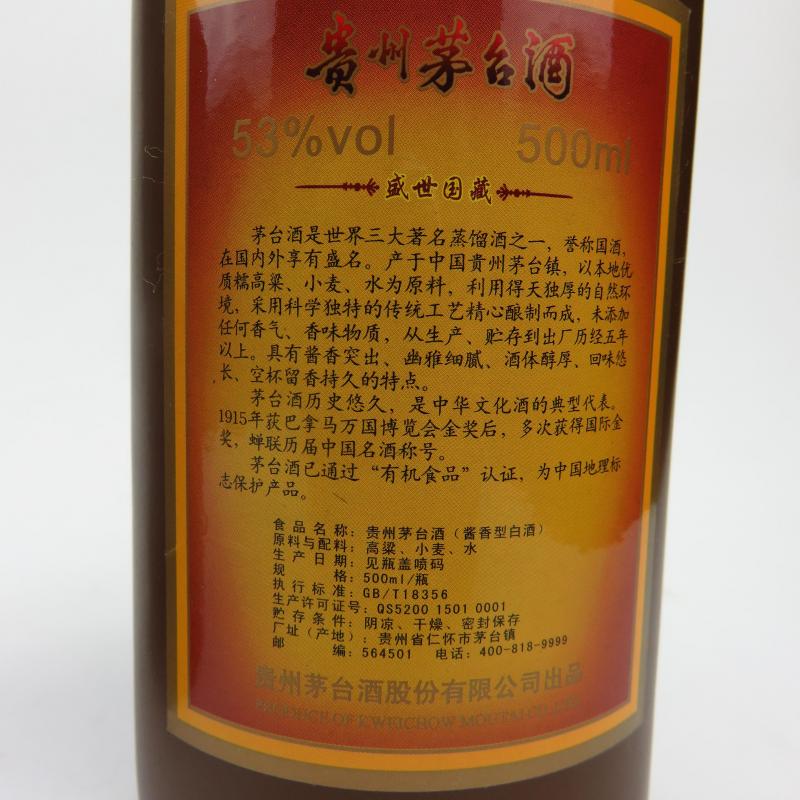 贵州茅台酒
53%vol 500ml
盛世国藏
茅台酒是世界三大著名蒸馏酒之一，誉称国酒，
在国内外享有盛名。产于中国贵州茅台镇，以本地优
质糯高粱、小麦、水为原料，利用得天独厚的自然环
境，采用科学独特的传统工艺精心酿制而成，未添加
任何香气、香味物质，从生产、贮存到出厂历经五年
以上。具有酱香突出、幽雅细腻、酒体醇厚、回味悠
长、空杯留香持久的特点。
茅台酒历史悠久，是中华文化酒的典型代表。
1915年获巴拿马万国博览会金奖后，多次获得国际金
奖，蝉联历届中国名酒称号。
茅台酒已通过“有机食品”认证，为中国地理标
志保护产品。
食品名称：贵州茅台酒（酱香型白酒）
原料与配料：高粱、小麦、水
生产日期：见瓶盖喷码
规格：500ml/瓶
执行标准：GB/T18356
生产许可证号：QS5200 1501 0001
贮存条件：阴凉、干燥、密封保存
厂址（产地）：贵州省仁怀市茅台镇
邮编：564501 电话：400-818-9999
贵州茅台酒股份有限公司出品
PRODUCE OF KWEICHOW MOUTAI CO., LTD